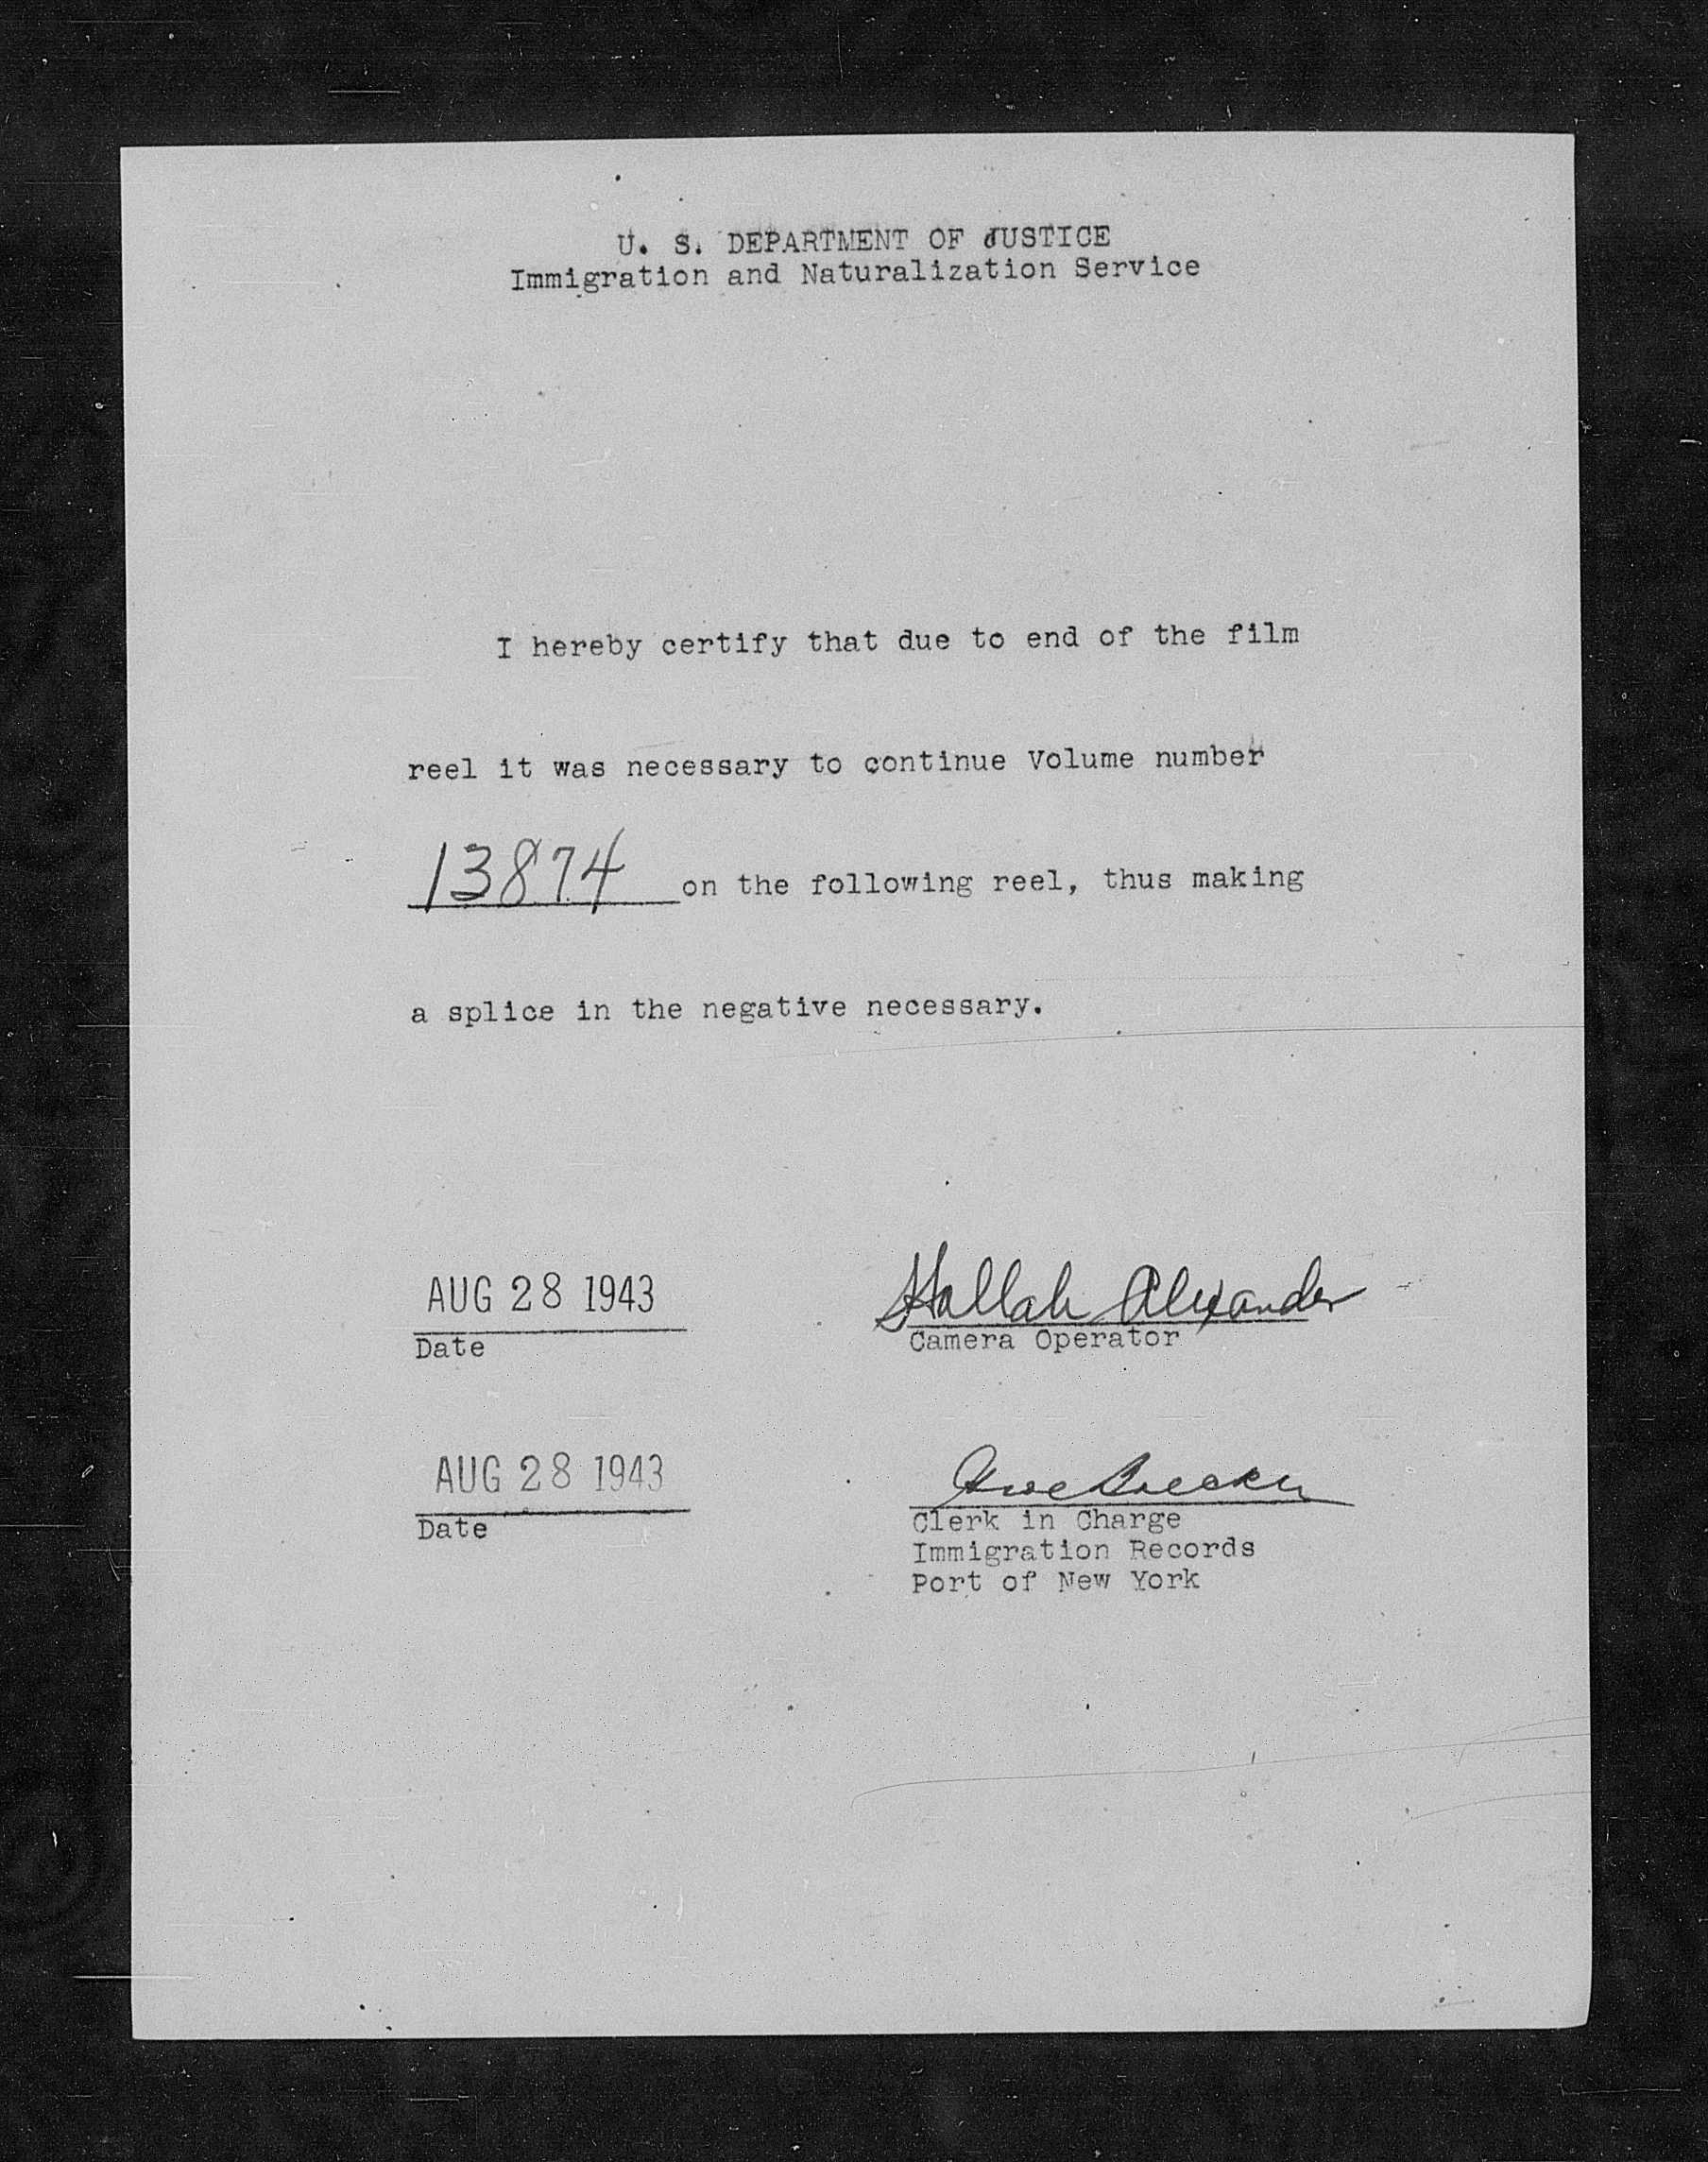 U. S. DEPARTMENT OF JUSTICE
Immigration and Naturalization Service
I hereby certify that due to end of the film
reel it was necessary to continue Volume number
13874 on the following reel, thus making
a splice in the negative necessary.
AUG 28 1943
Date
Hallah Alexander
Camera Operator
AUG 28 1943
Date
Clerk in Charge
Immigration Records
Port of New York